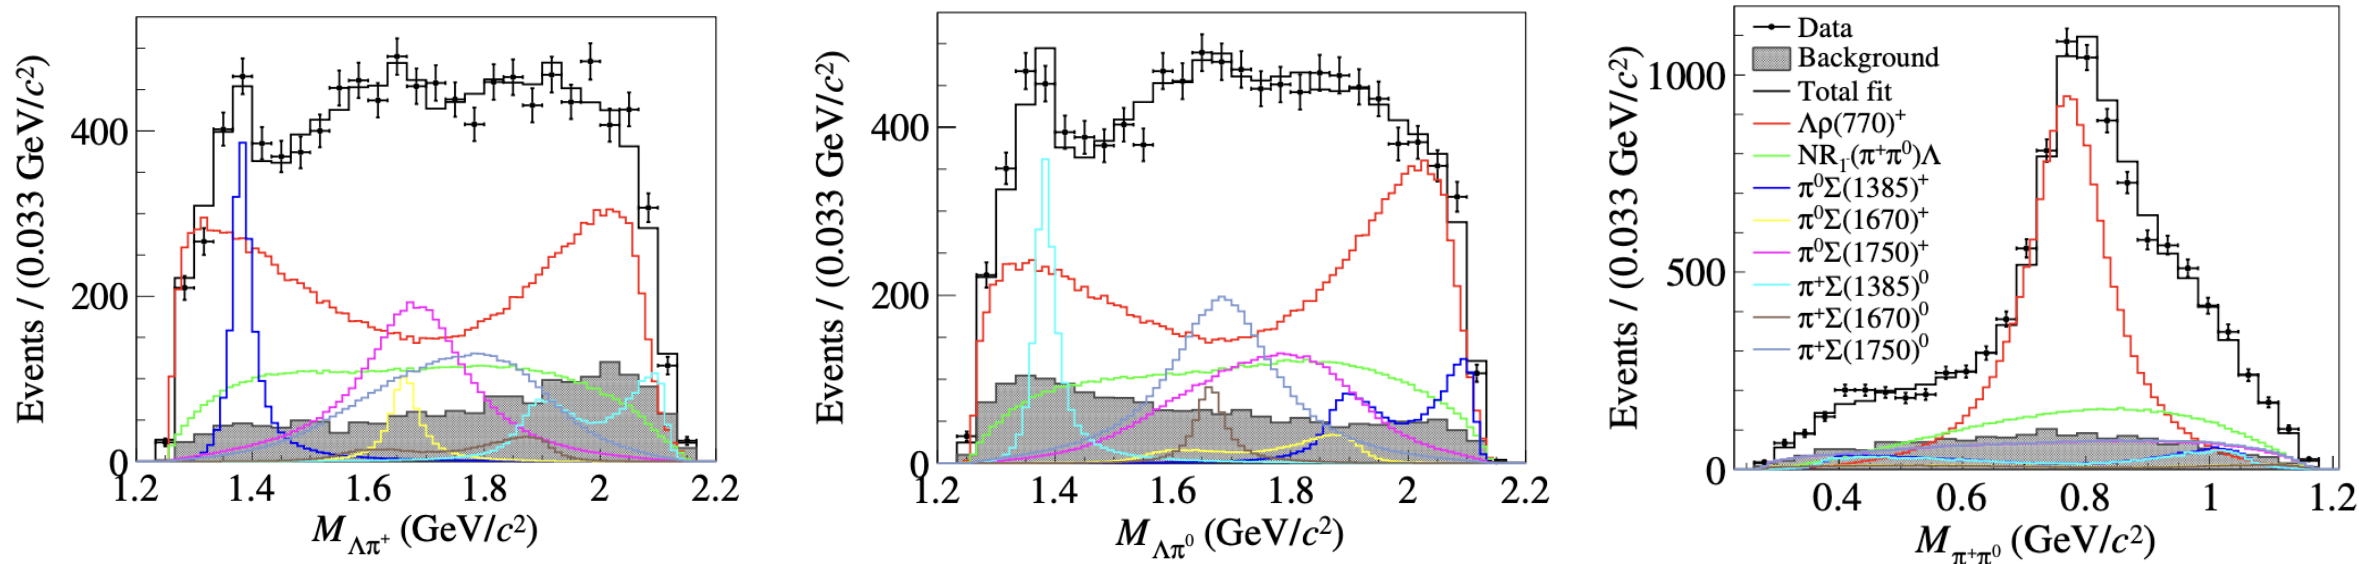 Events / (0.033 GeV/c²)
400
200
0
1.2 1.4 1.6 1.8 2 2.2
M_Λπ⁺ (GeV/c²)
Events / (0.033 GeV/c²)
400
200
0
1.2 1.4 1.6 1.8 2 2.2
M_Λπ⁰ (GeV/c²)
Events / (0.033 GeV/c²)
1000
500
0
0.4 0.6 0.8 1 1.2
M_π⁺π⁰ (GeV/c²)
Data
Background
Total fit
Λρ(770)⁺
NR₁-(π⁺π⁰)Λ
π⁰Σ(1385)⁺
π⁰Σ(1670)⁺
π⁰Σ(1750)⁺
π⁺Σ(1385)⁰
π⁺Σ(1670)⁰
π⁺Σ(1750)⁰